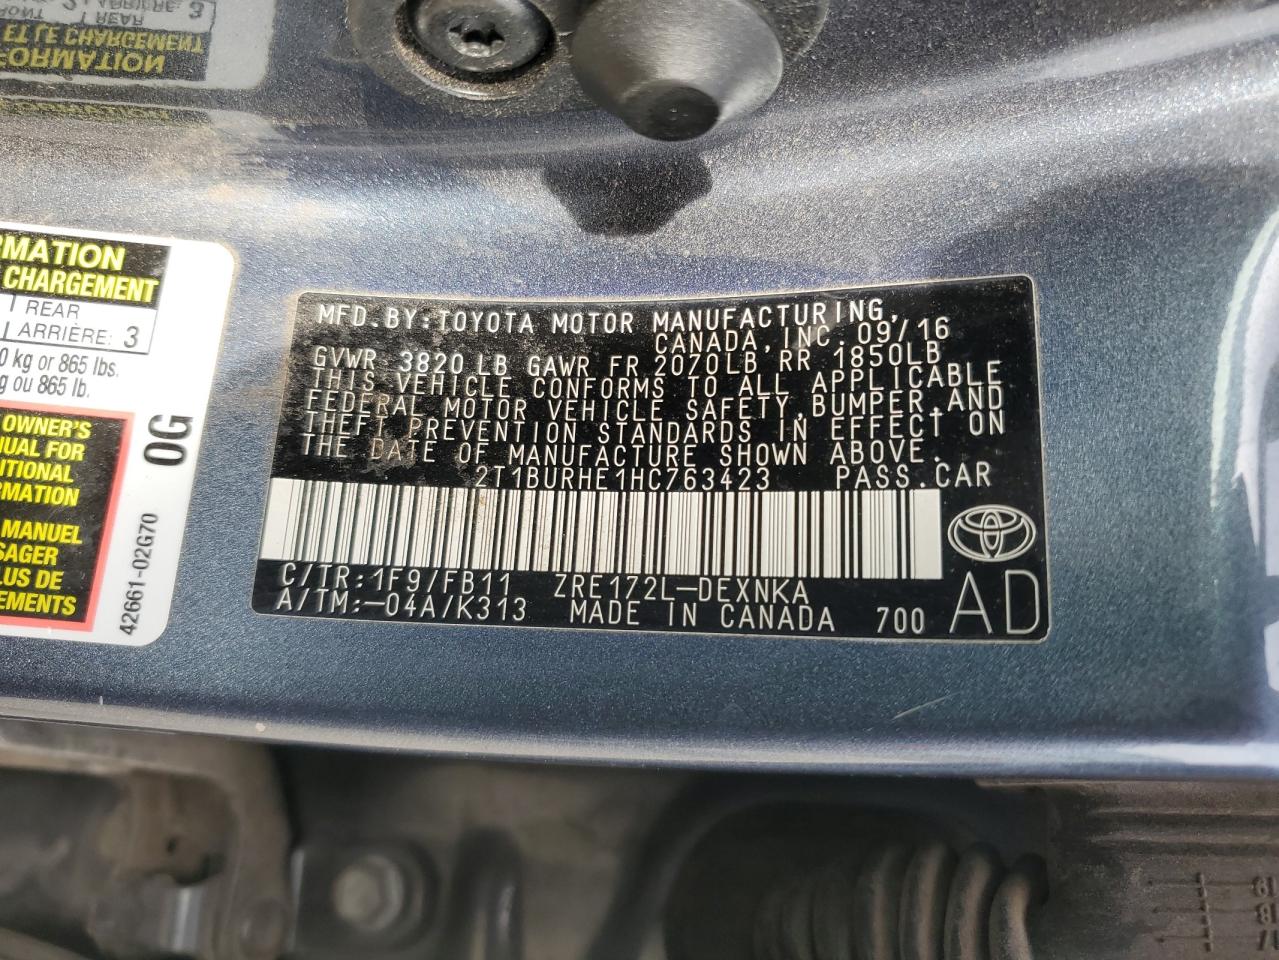 RMATION
CHARGEMENT
1 REAR
ARRIÈRE: 3
0 kg or 865 lbs.
g ou 865 lb.
OWNER'S
NUAL FOR
DITIONAL
RMATION
MANUEL
SAGER
LUS DE
EMENTS
0G
42661-02G70
MFD.BY:TOYOTA MOTOR MANUFACTURING,
CANADA,INC.09/16
GVWR 3820LB GAWR FR 2070LB RR 1850LB
THIS VEHICLE CONFORMS TO ALL APPLICABLE
FEDERAL MOTOR VEHICLE SAFETY,BUMPER,AND
THEFT PREVENTION STANDARDS IN EFFECT ON
THE DATE OF MANUFACTURE SHOWN ABOVE.
2T1BURHE1HC763423 PASS.CAR
C/TR:1F9/FB11 ZRE172L-DEXNKA
A/TM:-04A/K313 MADE IN CANADA 700 AD